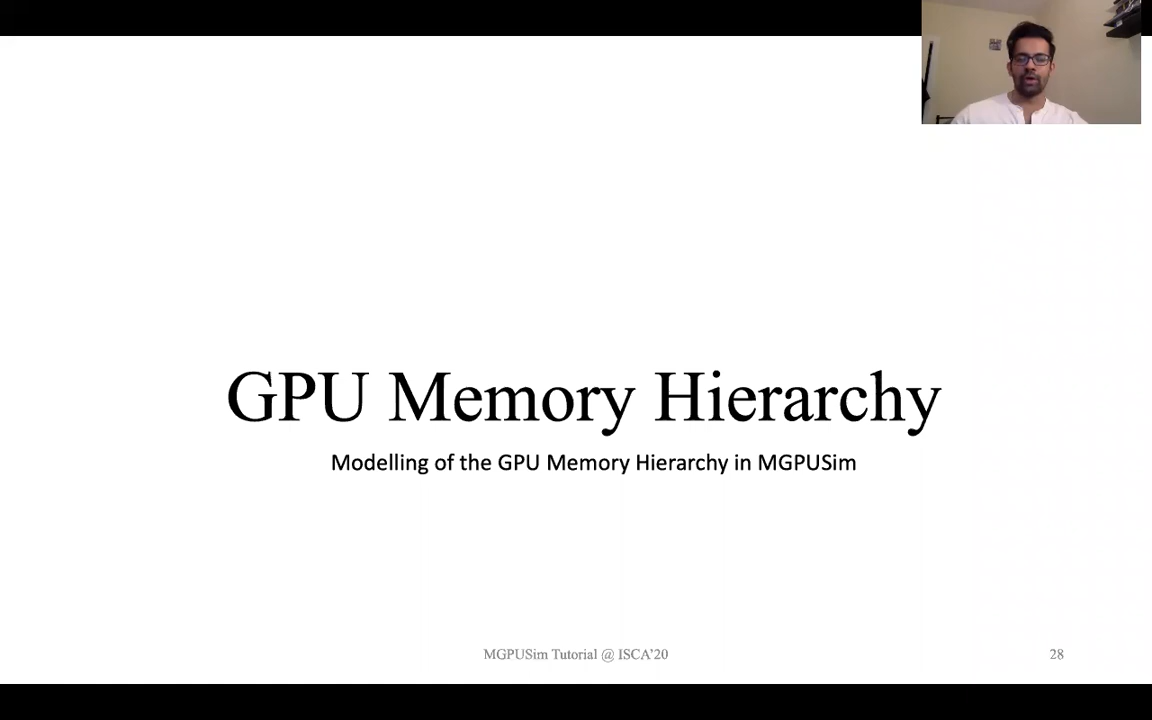 GPU Memory Hierarchy
Modelling of the GPU Memory Hierarchy in MGPUSim
MGPUSim Tutorial @ ISCA’20
28